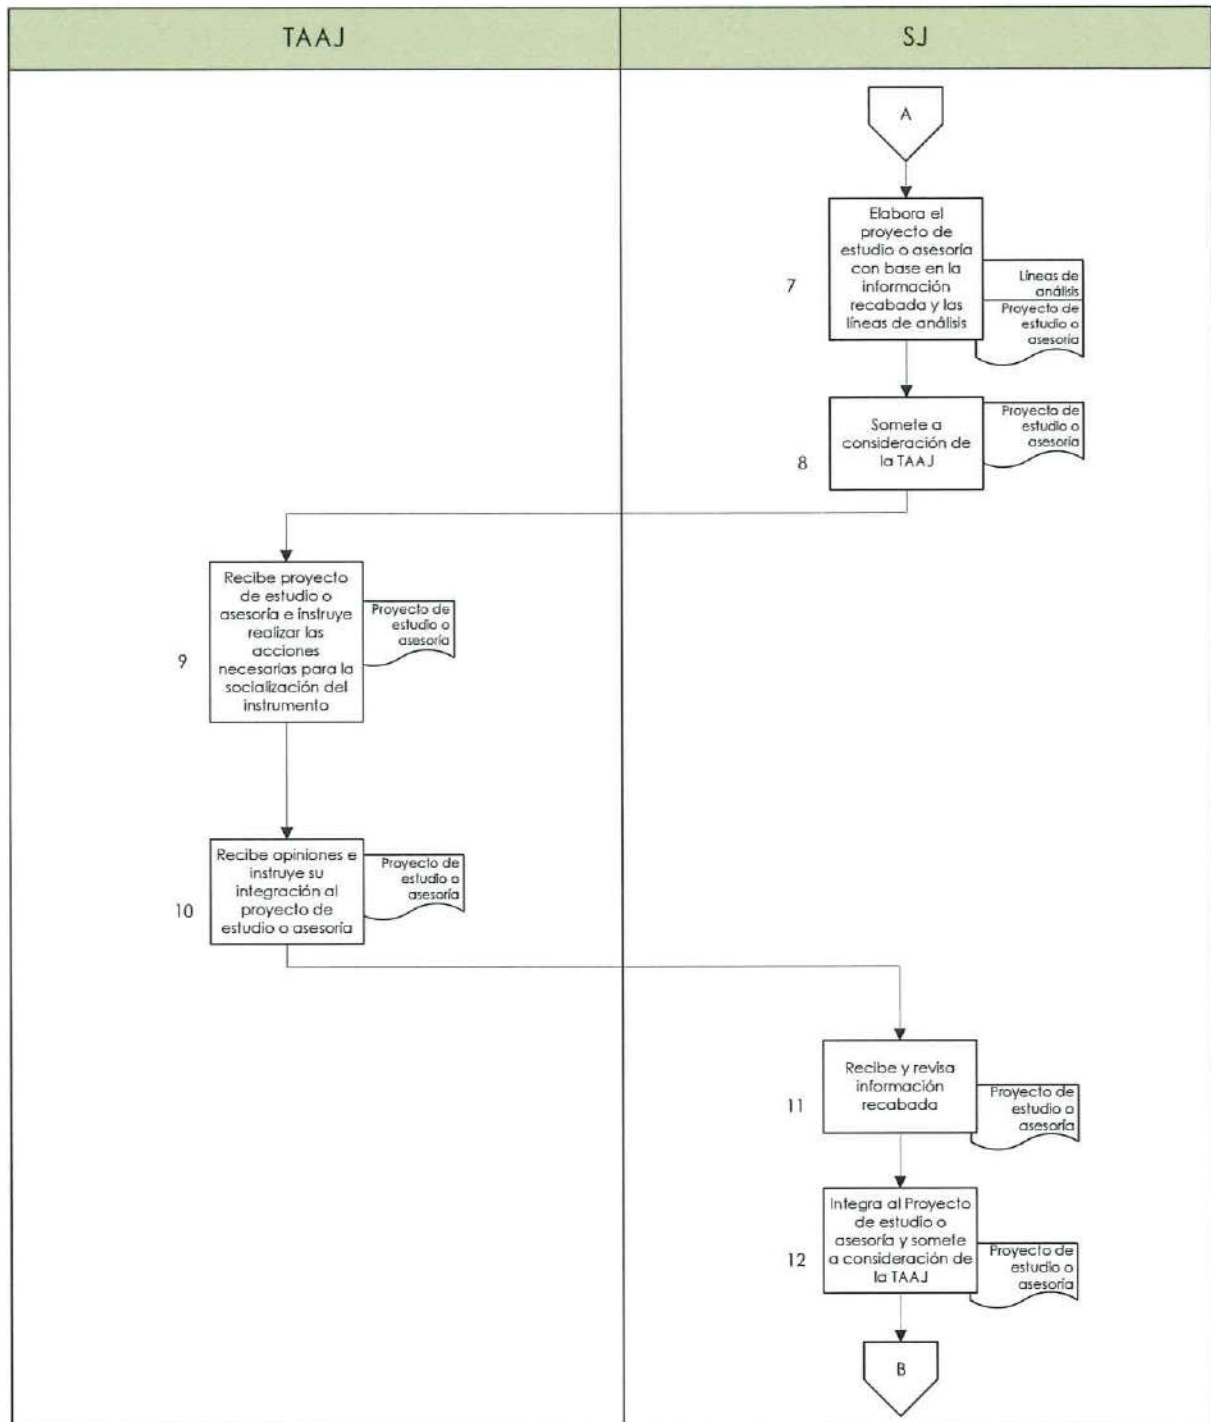 TAAJ
SJ
A
Elabora el
proyecto de
estudio o asesoría
con base en la
información
recabada y las
líneas de análisis
7
Líneas de
análisis
Proyecto de
estudio o
asesoría
Somete a
consideración de
la TAAJ
8
Proyecto de
estudio o
asesoría
Recibe proyecto
de estudio o
asesoría e instruye
realizar las
acciones
necesarias para la
socialización del
instrumento
9
Proyecto de
estudio o
asesoría
Recibe opiniones e
instruye su
integración al
proyecto de
estudio o asesoría
10
Proyecto de
estudio o
asesoría
Recibe y revisa
información
recabada
11
Proyecto de
estudio o
asesoría
Integra al Proyecto
de estudio o
asesoría y somete
a consideración de
la TAAJ
12
Proyecto de
estudio o
asesoría
B